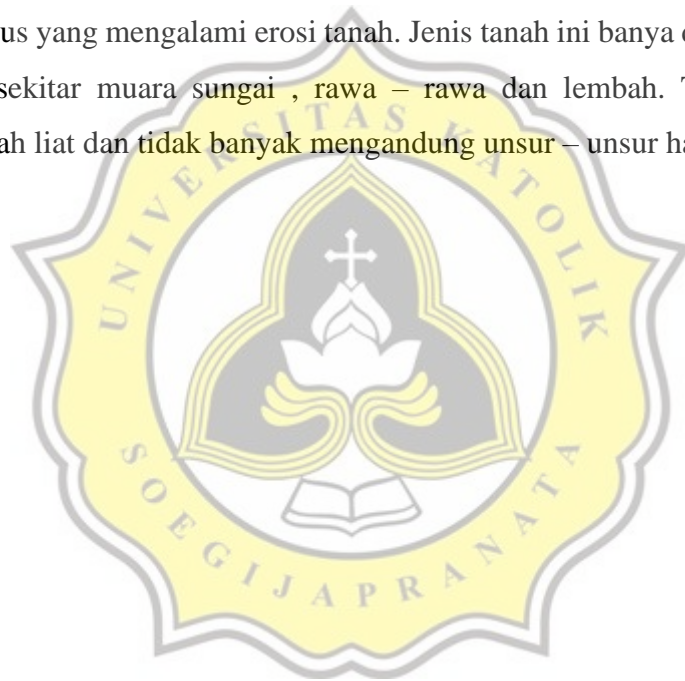 us yang mengalami erosi tanah. Jenis tanah ini banya
sekitar muara sungai , rawa – rawa dan lembah.
ah liat dan tidak banyak mengandung unsur – unsur ha
UNIVERSITAS KATOLIK
SOEGIJAPRANATA